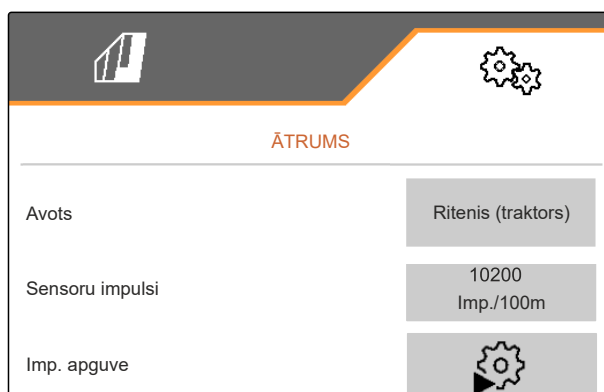 ĀTRUMS
Avots
Ritenis (traktors)
Sensoru impulsi
10200
Imp./100m
Imp. apguve